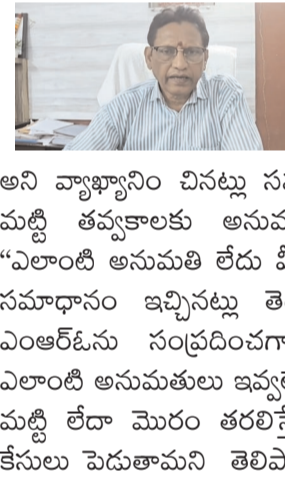 అని వ్యాఖ్యానిం చినట్లు
మట్టి తవ్వకాలకు
“ఎలాంటి అనుమతి లేదు
సమాధానం ఇచ్చినట్లు
ఎంఆర్ఓను సంప్రదించగా
ఎలాంటి అనుమతులు
మట్టి లేదా మొరం
కేసులు పెడుతామని